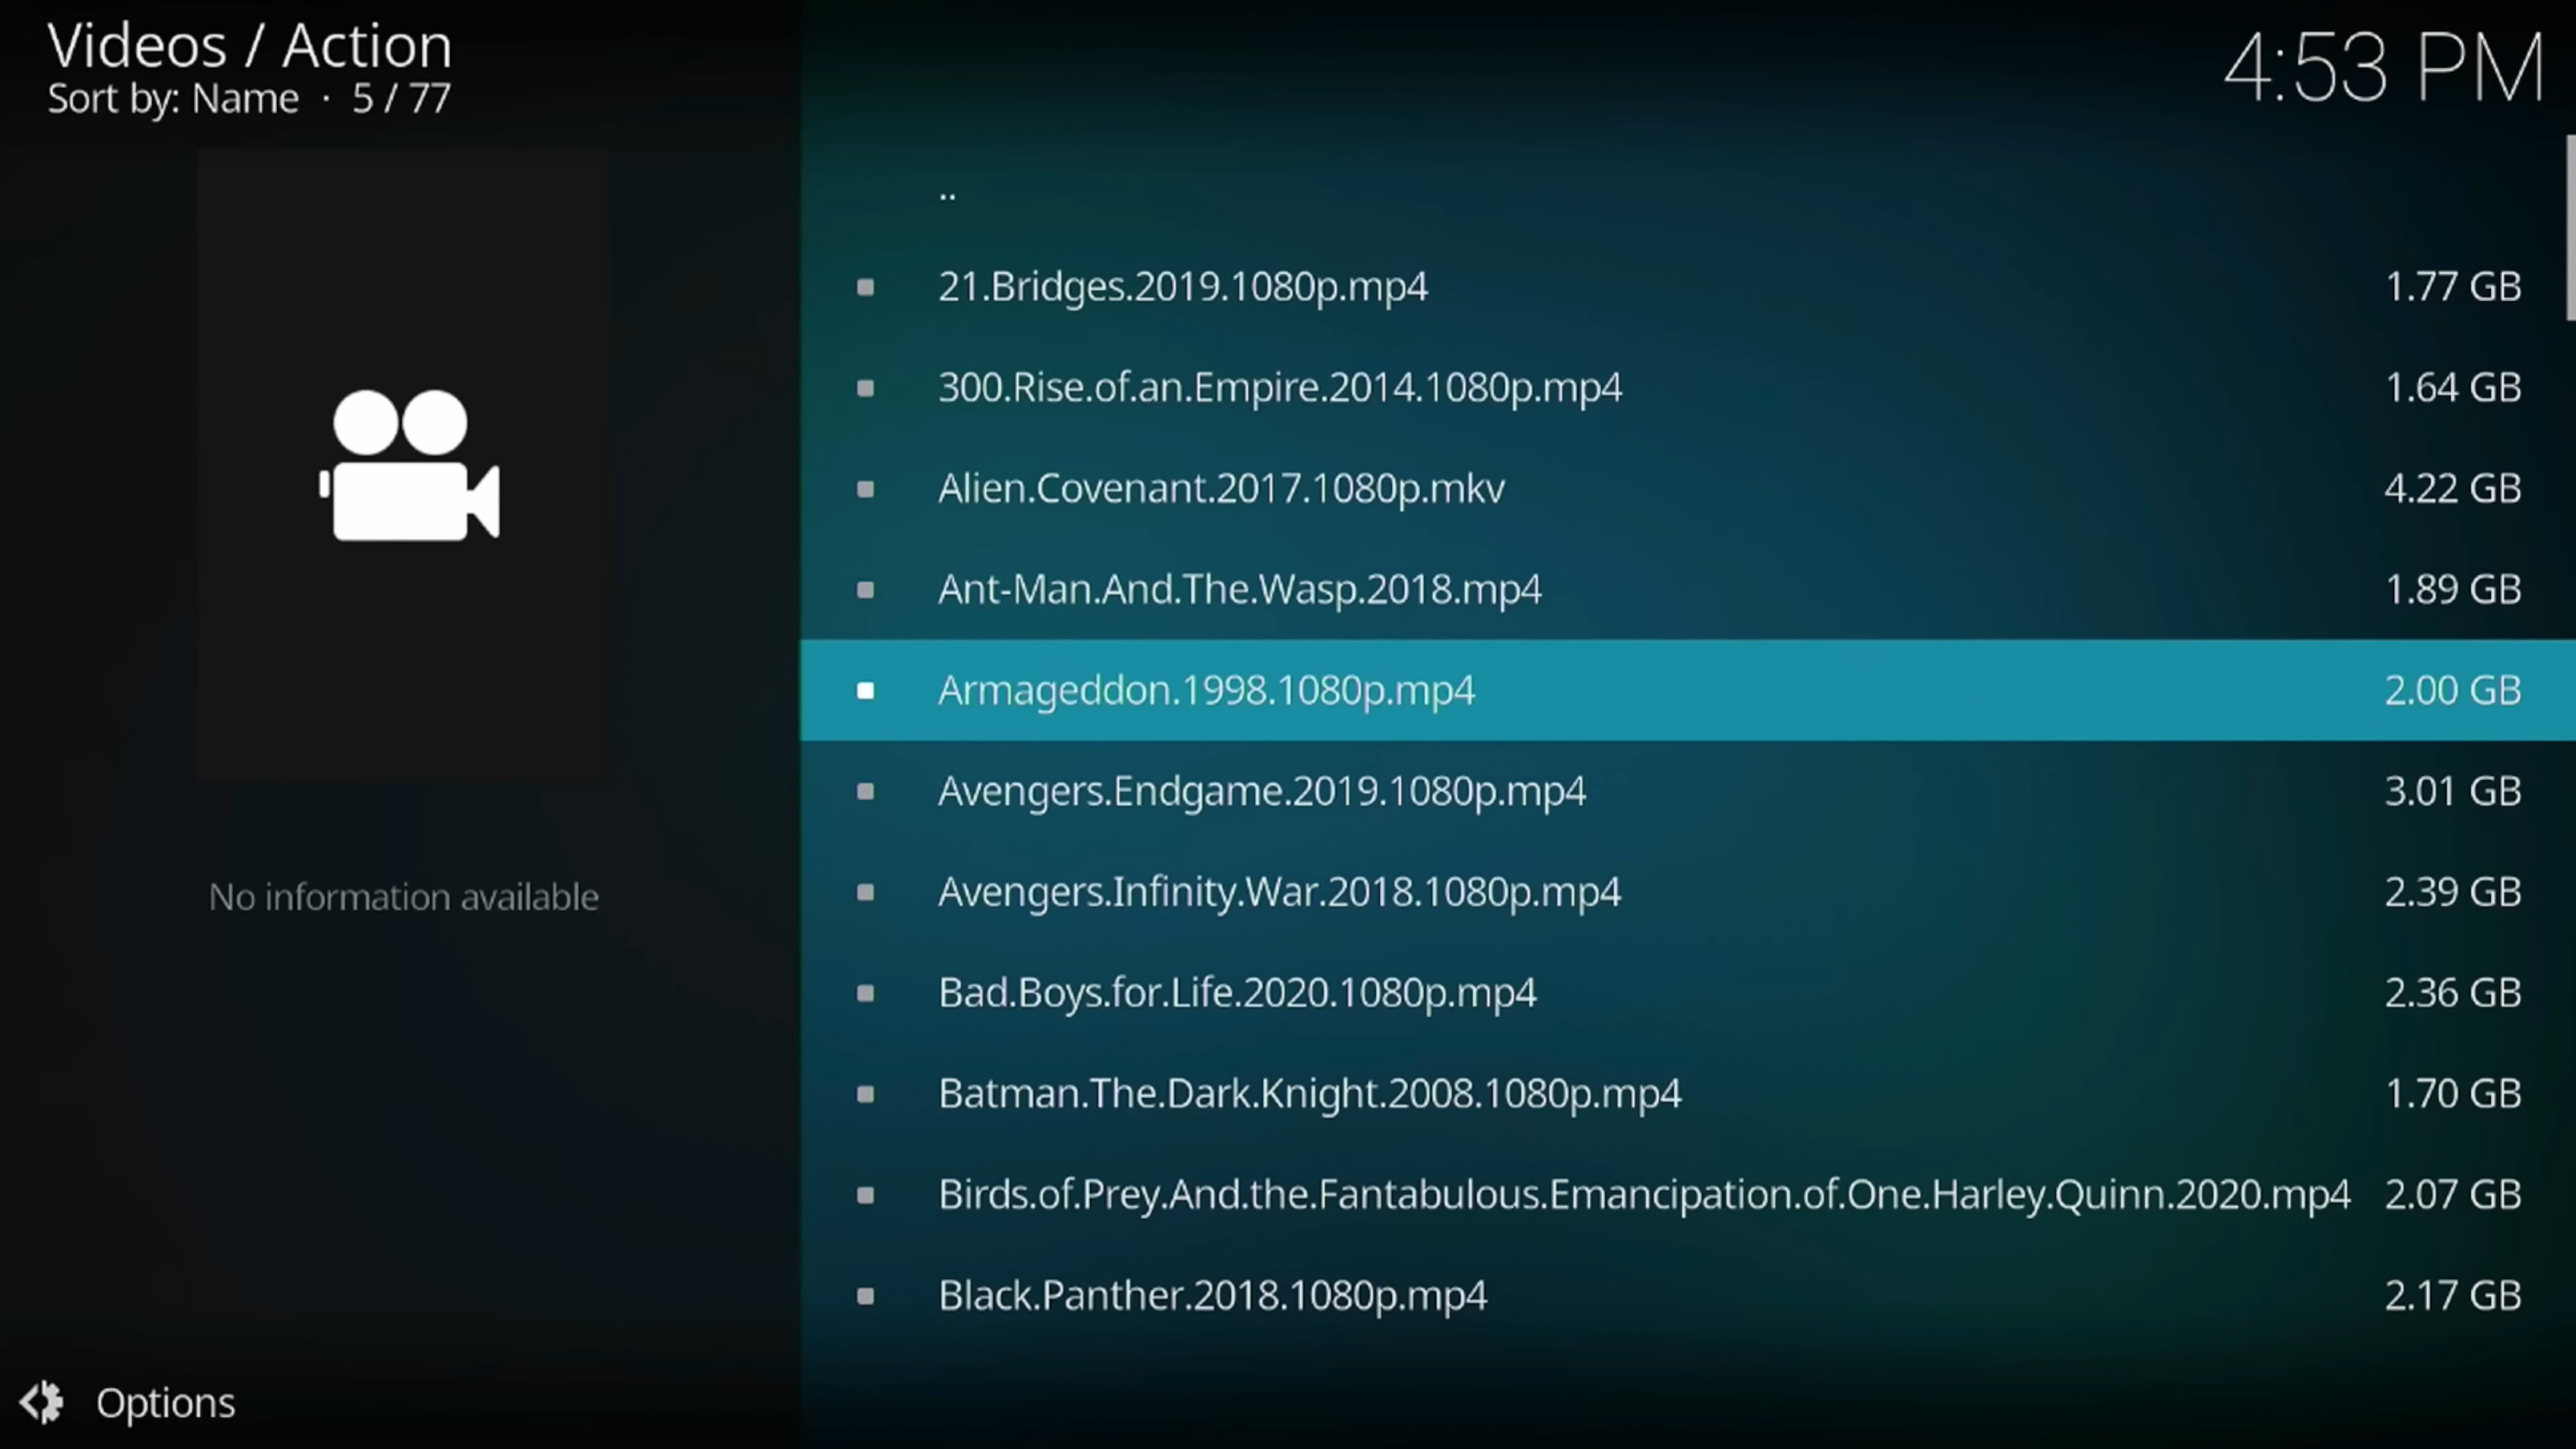 Videos / Action
Sort by: Name · 5 / 77
4:53 PM
..
21.Bridges.2019.1080p.mp4 1.77 GB
300.Rise.of.an.Empire.2014.1080p.mp4 1.64 GB
Alien.Covenant.2017.1080p.mkv 4.22 GB
Ant-Man.And.The.Wasp.2018.mp4 1.89 GB
Armageddon.1998.1080p.mp4 2.00 GB
Avengers.Endgame.2019.1080p.mp4 3.01 GB
Avengers.Infinity.War.2018.1080p.mp4 2.39 GB
Bad.Boys.for.Life.2020.1080p.mp4 2.36 GB
Batman.The.Dark.Knight.2008.1080p.mp4 1.70 GB
Birds.of.Prey.And.the.Fantabulous.Emancipation.of.One.Harley.Quinn.2020.mp4 2.07 GB
Black.Panther.2018.1080p.mp4 2.17 GB
No information available
Options